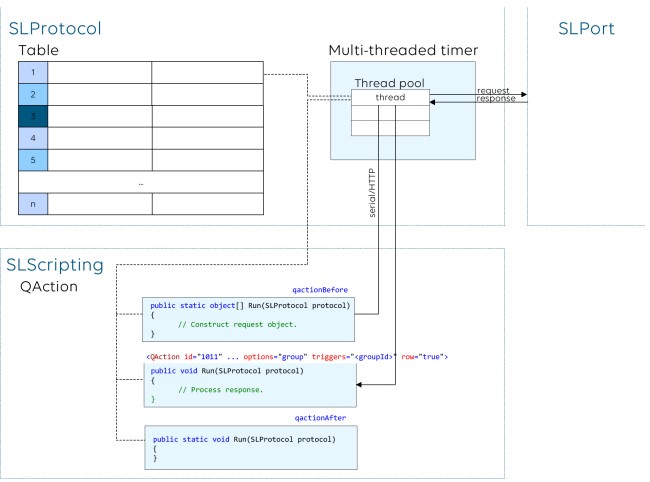 SLProtocol
SLPort
Table
Multi-threaded timer
1
2
3
4
5
...
n
Thread pool
thread
request
response
serial/HTTP
SLScripting
QAction
qactionBefore
public static object[] Run(SLProtocol protocol)
{
// Construct request object.
}
<QAction id="1011" ... options="group" triggers="<groupId>" row="true">
public void Run(SLProtocol protocol)
{
// Process response.
}
qactionAfter
public static void Run(SLProtocol protocol)
{
}